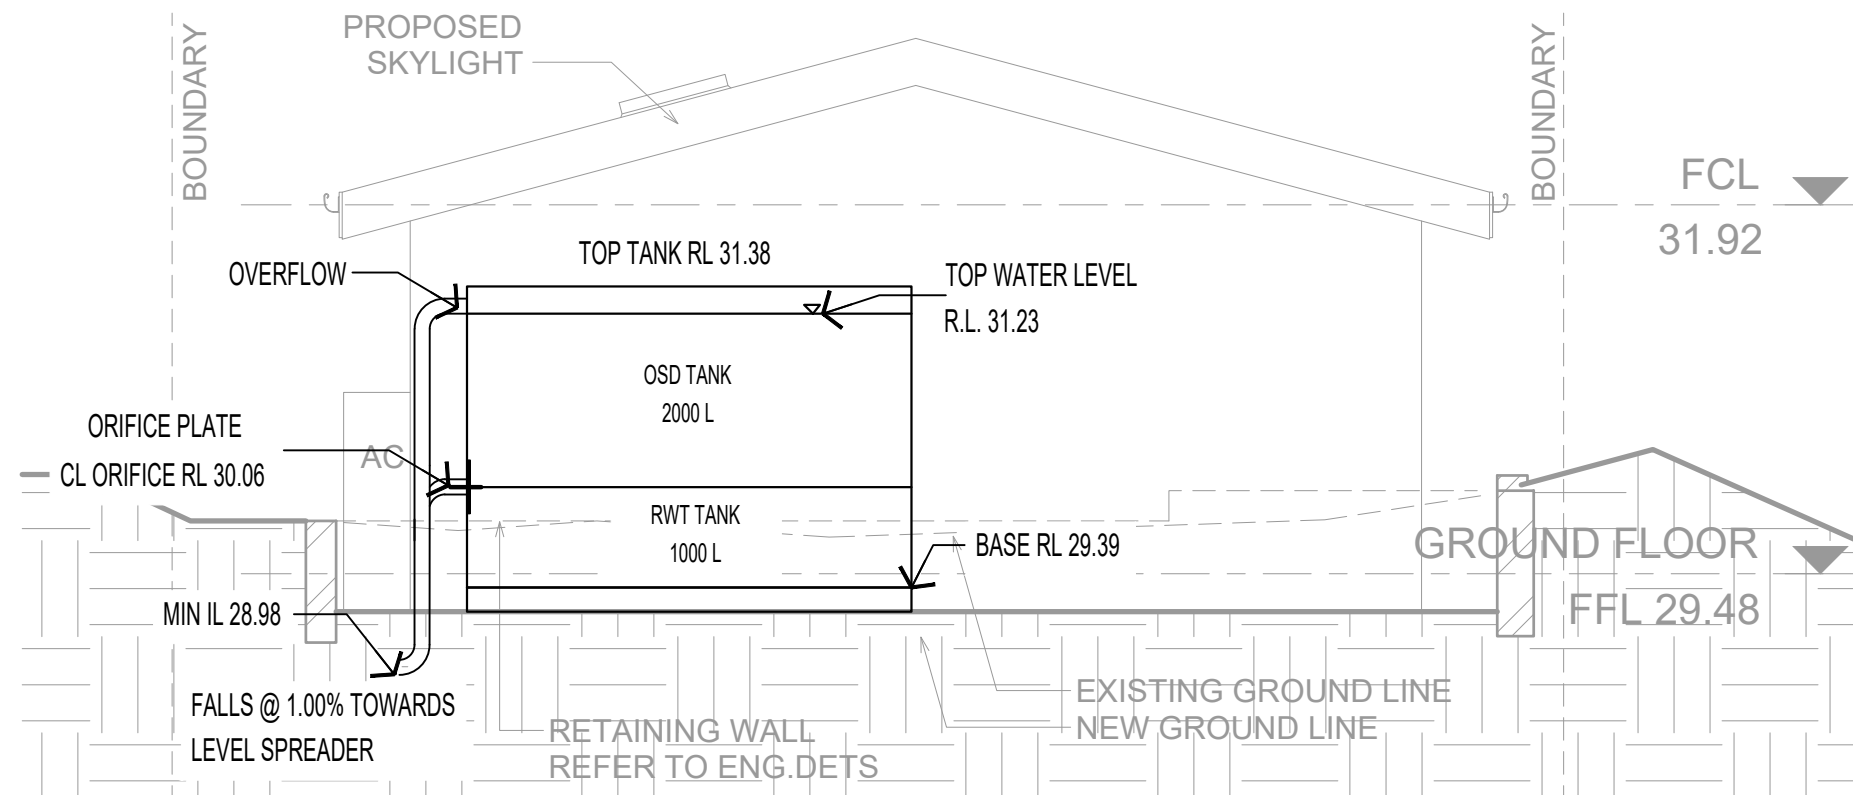 PROPOSED
SKYLIGHT
BOUNDARY
BOUNDARY
FCL
31.92
TOP TANK RL 31.38
OVERFLOW
TOP WATER LEVEL
R.L. 31.23
OSD TANK
2000 L
ORIFICE PLATE
AC
CL ORIFICE RL 30.06
RWT TANK
1000 L
BASE RL 29.39
GROUND FLOOR
FFL 29.48
MIN IL 28.98
FALLS @ 1.00% TOWARDS
LEVEL SPREADER
EXISTING GROUND LINE
NEW GROUND LINE
RETAINING WALL
REFER TO ENG.DETS